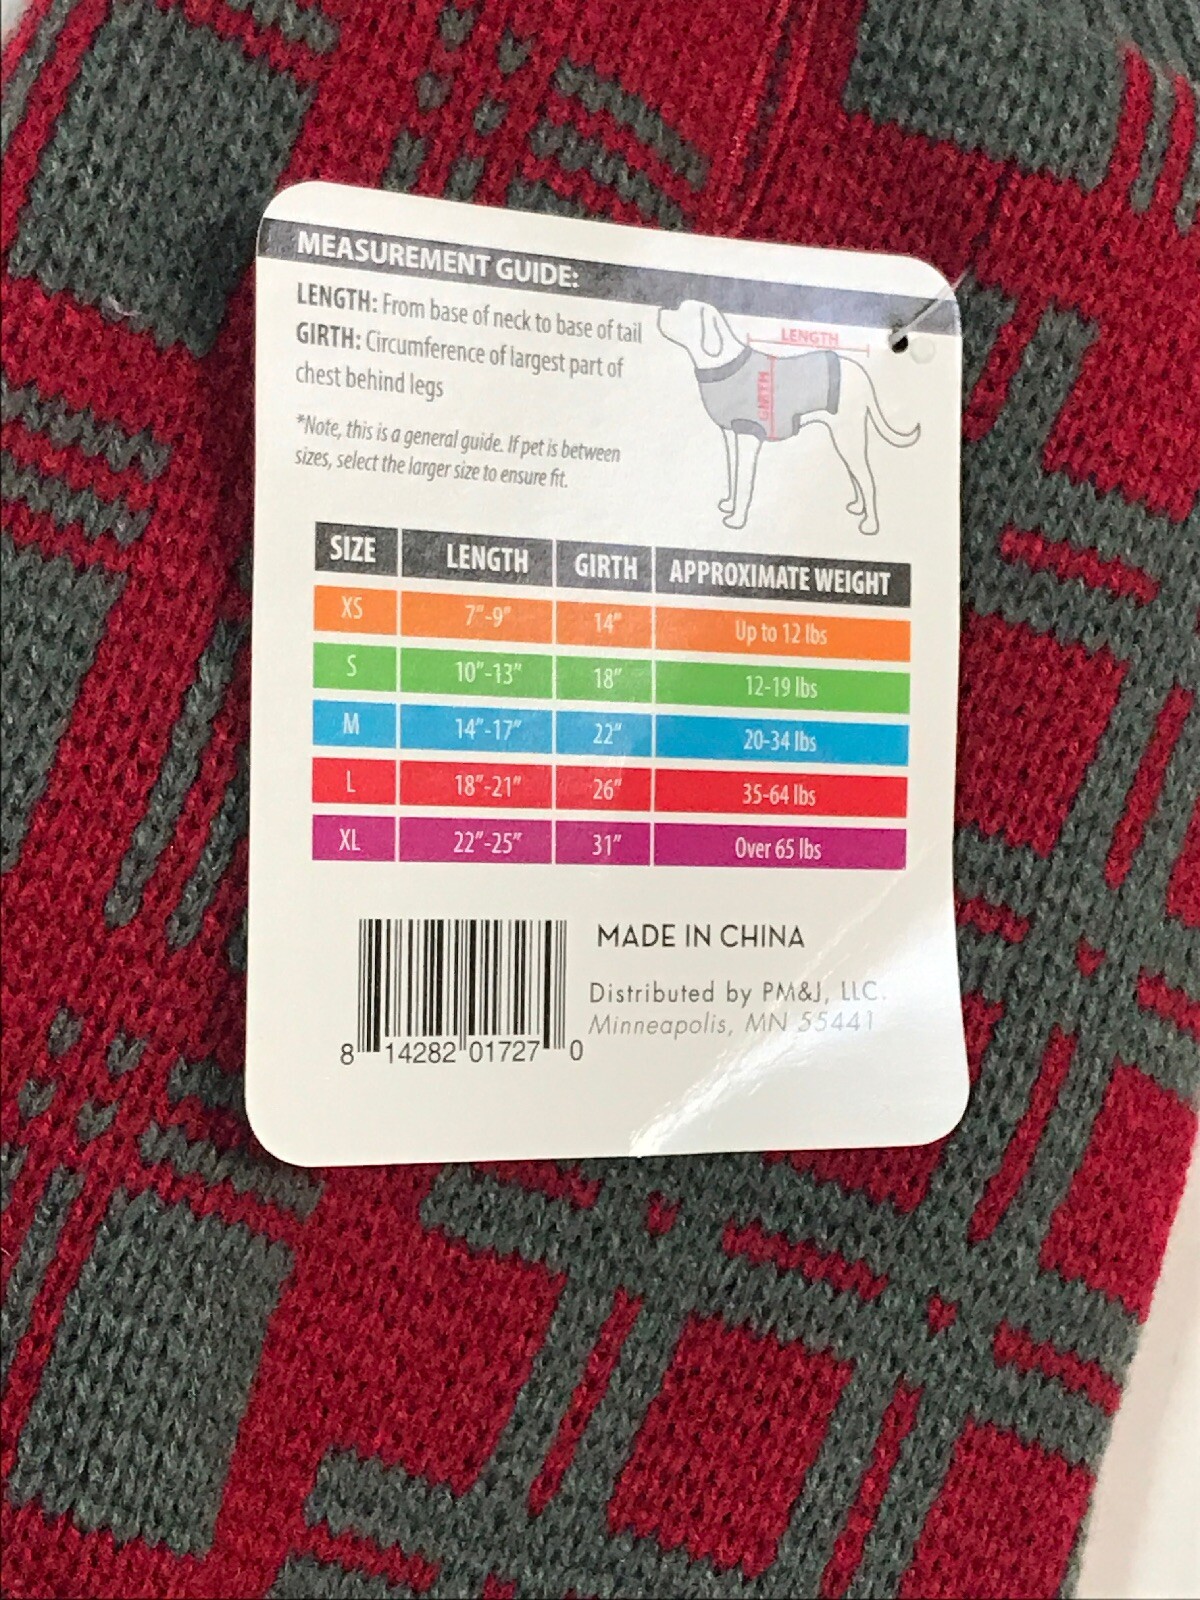 MEASUREMENT GUIDE:
LENGTH: From base of neck to base of tail
GIRTH: Circumference of largest part of
chest behind legs
*Note, this is a general guide. If pet is between
sizes, select the larger size to ensure fit.
LENGTH
GIRTH
SIZE LENGTH GIRTH APPROXIMATE WEIGHT
XS 7"-9" 14" Up to 12 lbs
S 10"-13" 18" 12-19 lbs
M 14"-17" 22" 20-34 lbs
L 18"-21" 26" 35-64 lbs
XL 22"-25" 31" Over 65 lbs
MADE IN CHINA
Distributed by PM&J, LLC.
Minneapolis, MN 55441
8 14282 01727 0